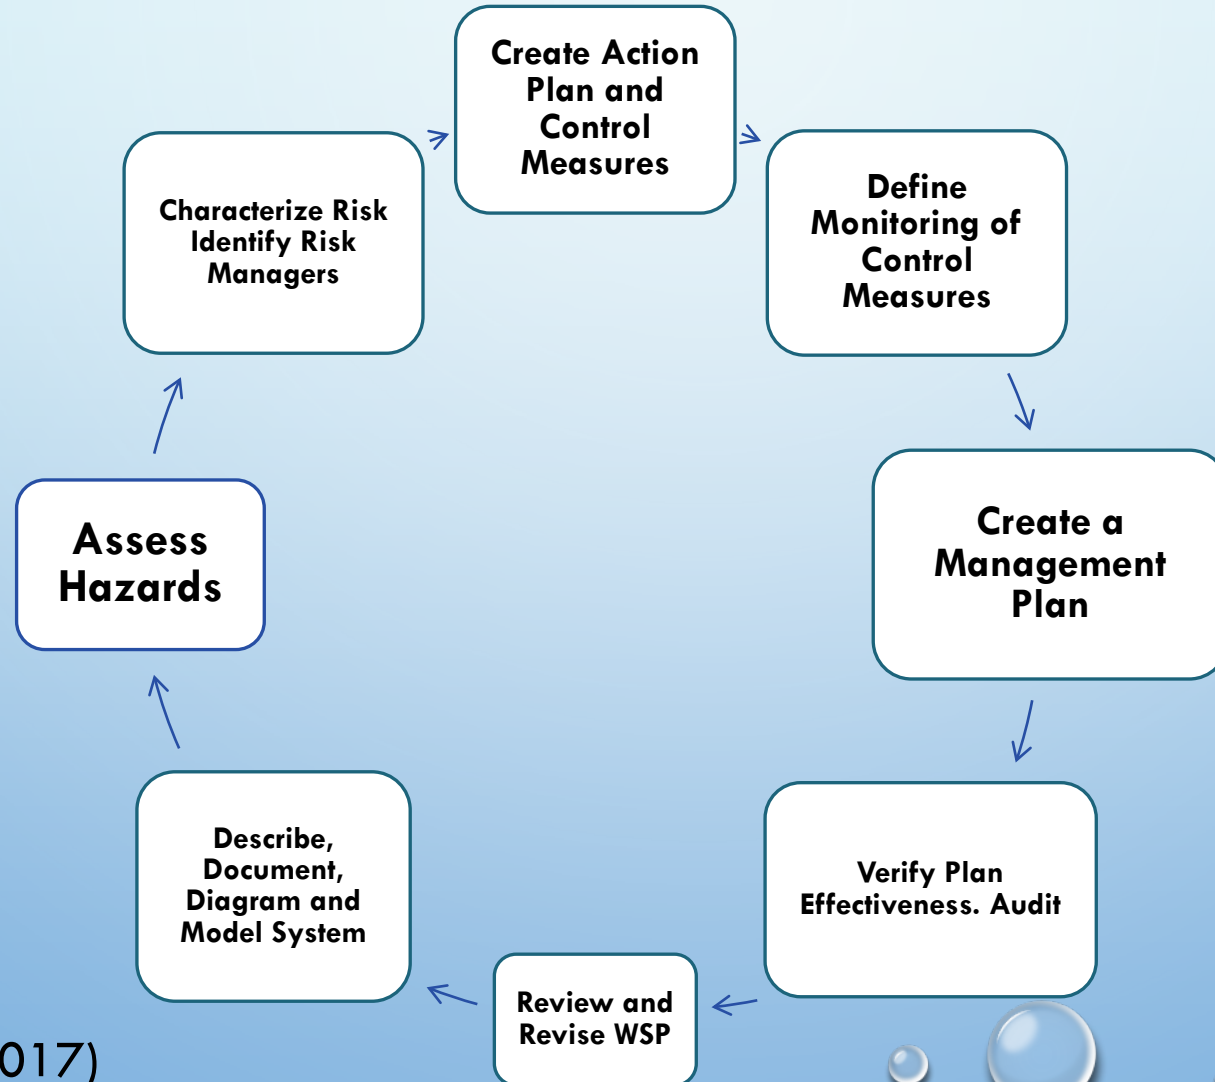 Create Action
Plan and
Control
Measures
Characterize Risk
Identify Risk
Managers
Define
Monitoring of
Control
Measures
Assess
Hazards
Create a
Management
Plan
Describe,
Document,
Diagram and
Model System
Verify Plan
Effectiveness. Audit
Review and
Revise WSP
017)